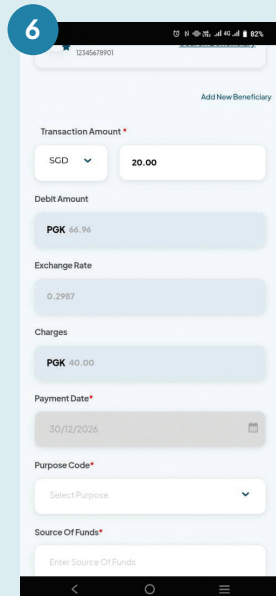 6
82%
12345678901
Search Beneficiary
Add New Beneficiary
Transaction Amount *
SGD 20.00
Debit Amount
PGK 66.96
Exchange Rate
0.2987
Charges
PGK 40.00
Payment Date*
30/12/2026
Purpose Code*
Select Purpose
Source Of Funds*
Enter Source Of Funds